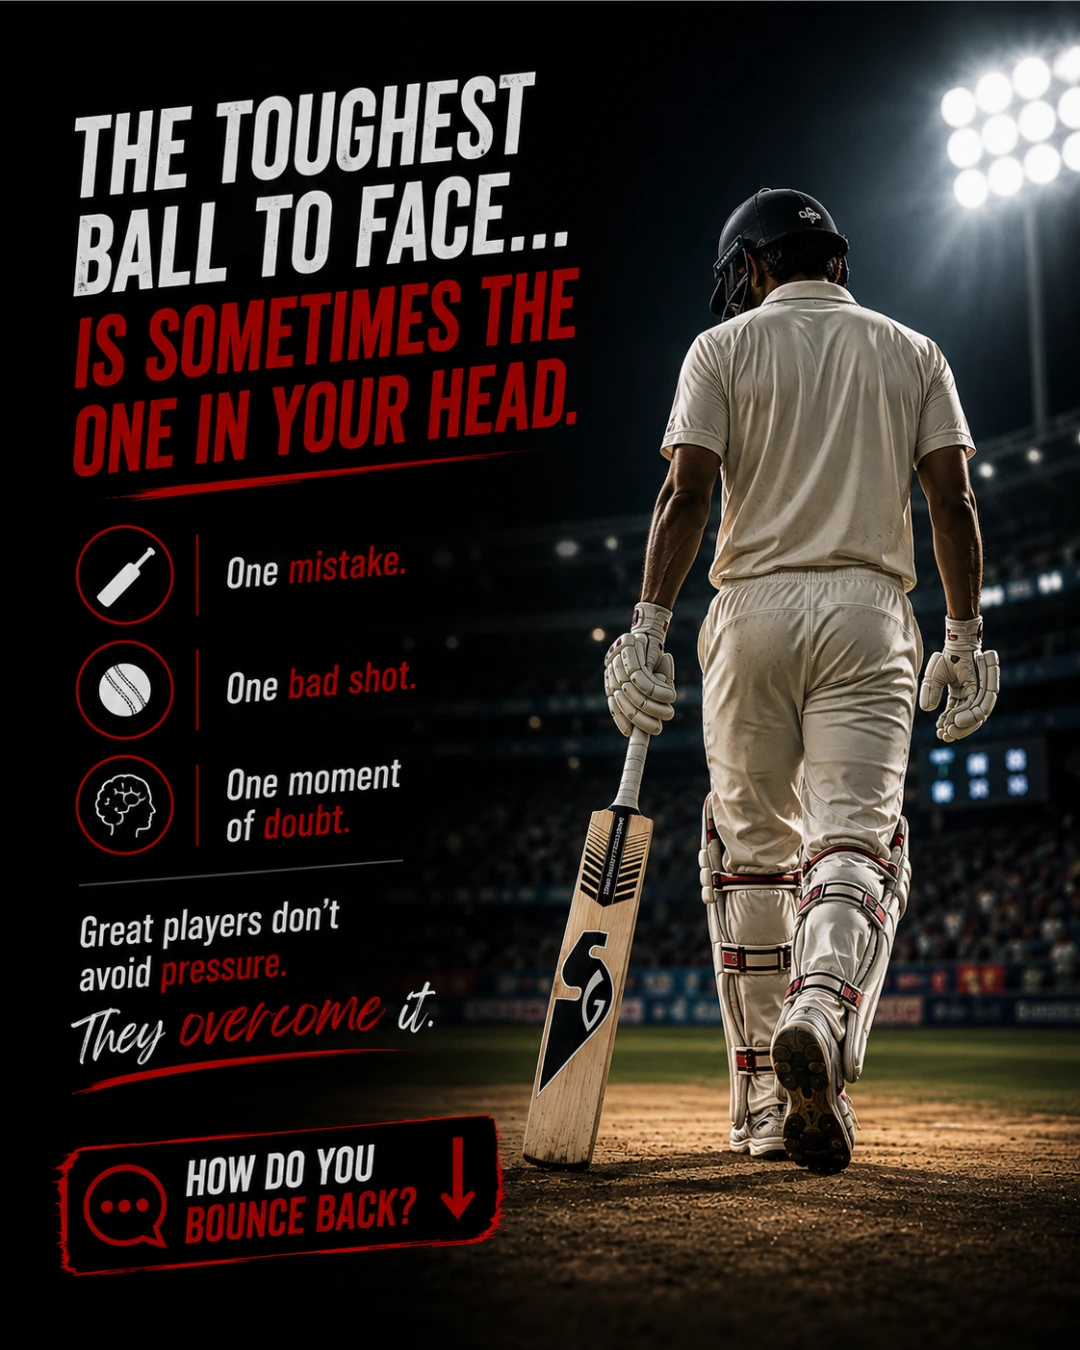 THE TOUGHEST
BALL TO FACE...
IS SOMETIMES THE
ONE IN YOUR HEAD.
One mistake.
One bad shot.
One moment
of doubt.
Great players don't
avoid pressure.
They overcome it.
HOW DO YOU
BOUNCE BACK?
SG